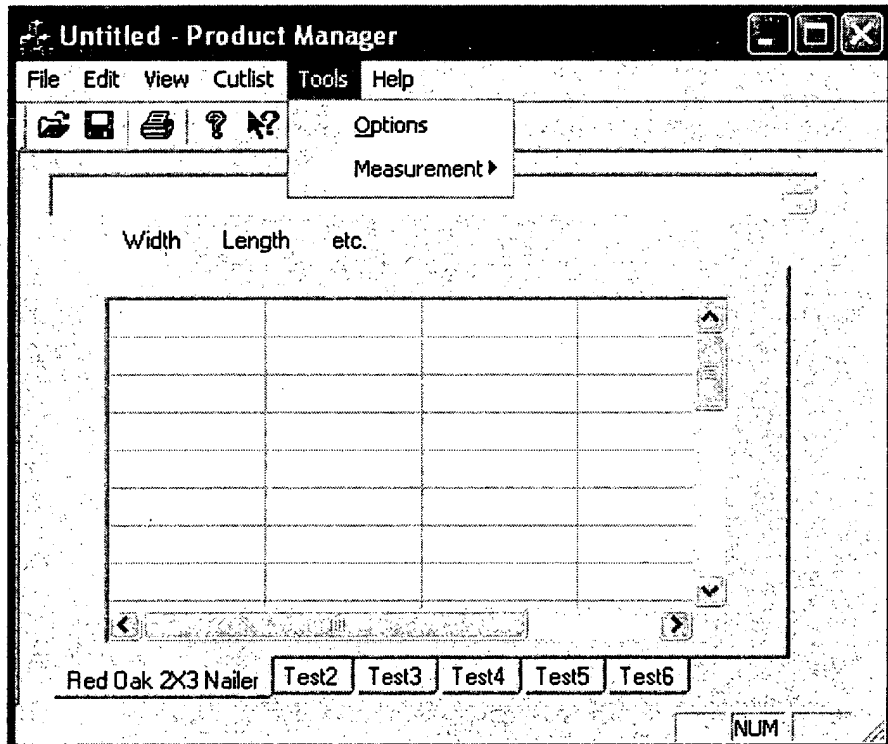 Untitled - Product Manager
File Edit View Cutlist Tools Help
Options
Measurement
Width Length etc.
Red Oak 2X3 Nailer Test2 Test3 Test4 Test5 Test6
NUM